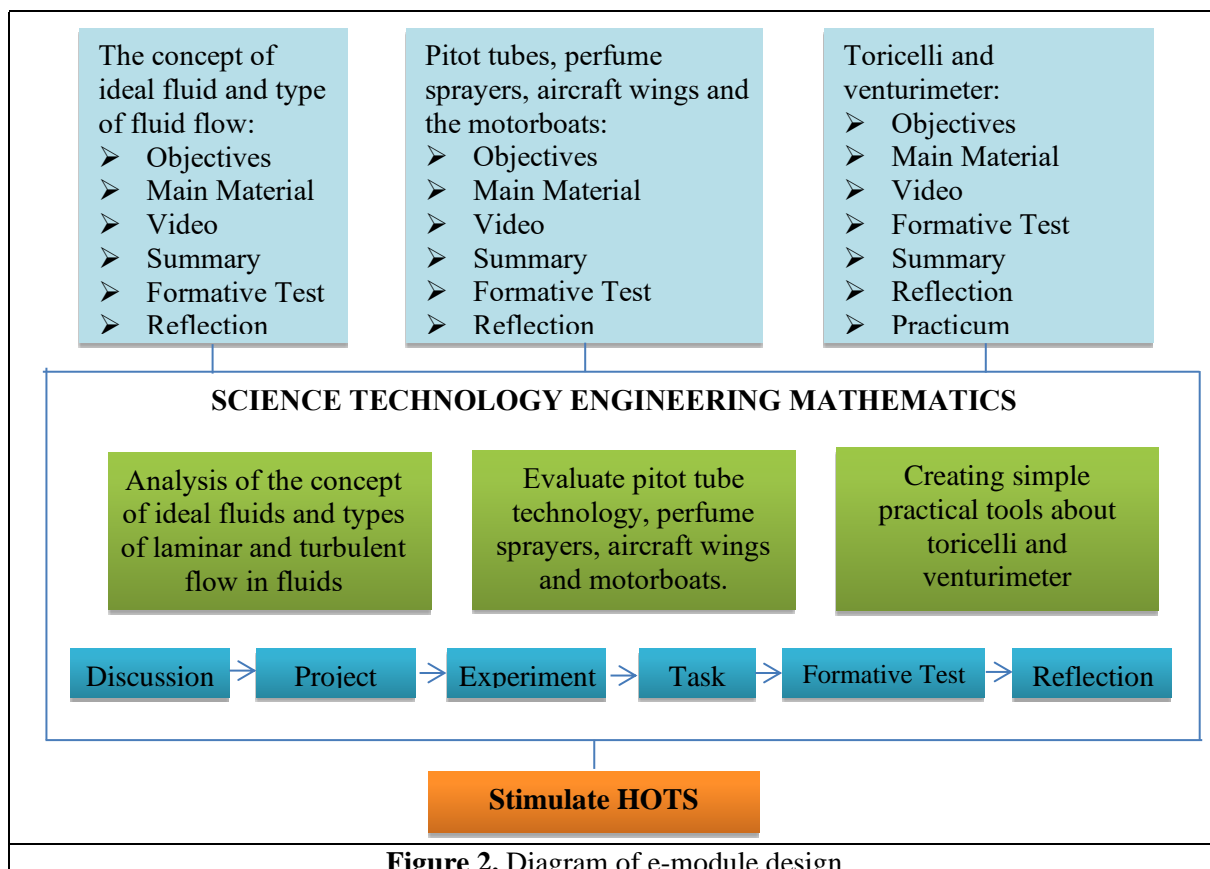 The concept of
ideal fluid and type
of fluid flow:
➢ Objectives
➢ Main Material
➢ Video
➢ Summary
➢ Formative Test
➢ Reflection
Pitot tubes, perfume
sprayers, aircraft wings and
the motorboats:
➢ Objectives
➢ Main Material
➢ Video
➢ Summary
➢ Formative Test
➢ Reflection
Toricelli and
venturimeter:
➢ Objectives
➢ Main Material
➢ Video
➢ Formative Test
➢ Summary
➢ Reflection
➢ Practicum
SCIENCE TECHNOLOGY ENGINEERING MATHEMATICS
Analysis of the concept
of ideal fluids and types
of laminar and turbulent
flow in fluids
Evaluate pitot tube
technology, perfume
sprayers, aircraft wings
and motorboats.
Creating simple
practical tools about
toricelli and
venturimeter
Discussion
Project
Experiment
Task
Formative Test
Reflection
Stimulate HOTS
Figure 2. Diagram of e-module design